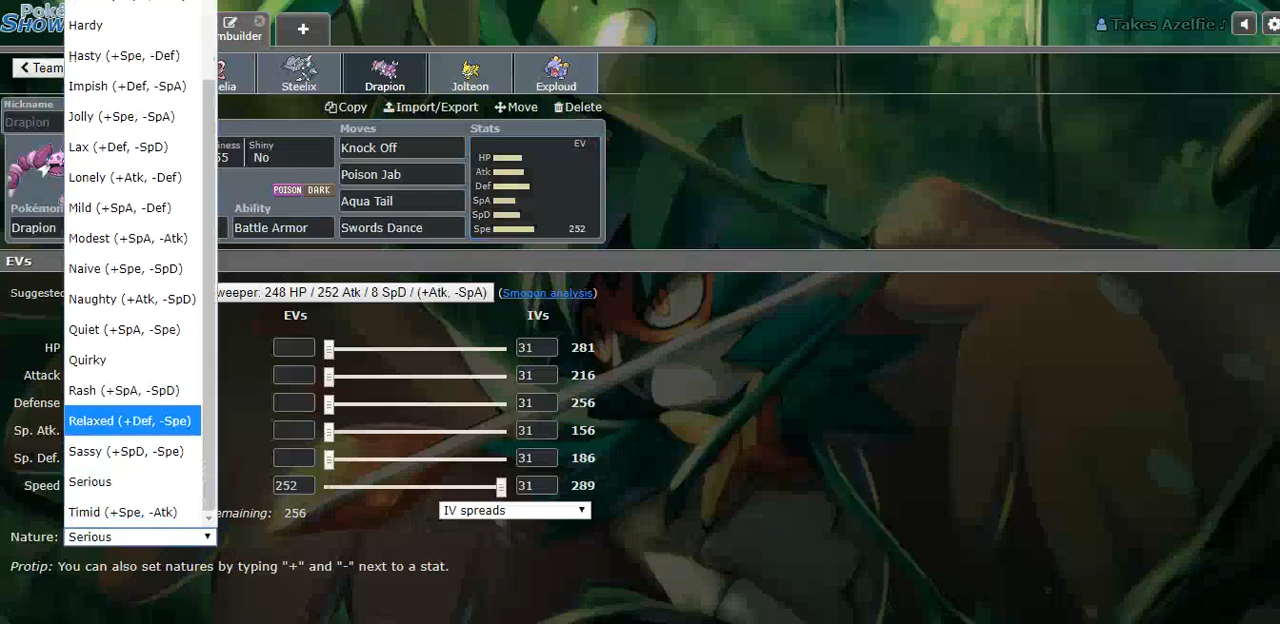 Poké
SHOW
mbuilder
+
Takes Azelfie ♪
Team
elia
Steelix
Drapion
Jolteon
Exploud
Copy
Import/Export
Move
Delete
Nickname
Drapion
Shiny
55
No
POISON
DARK
Pokémon
Drapion
Ability
Battle Armor
Moves
Knock Off
Poison Jab
Aqua Tail
Swords Dance
Stats
EV
HP
Atk
Def
SpA
SpD
Spe
252
Hardy
Hasty (+Spe, -Def)
Impish (+Def, -SpA)
Jolly (+Spe, -SpA)
Lax (+Def, -SpD)
Lonely (+Atk, -Def)
Mild (+SpA, -Def)
Modest (+SpA, -Atk)
Naive (+Spe, -SpD)
Naughty (+Atk, -SpD)
Quiet (+SpA, -Spe)
Quirky
Rash (+SpA, -SpD)
Relaxed (+Def, -Spe)
Sassy (+SpD, -Spe)
Serious
Timid (+Spe, -Atk)
EVs
Suggested
weeper: 248 HP / 252 Atk / 8 SpD / (+Atk, -SpA)
(Smogon analysis)
EVs
IVs
HP
31
281
Attack
31
216
Defense
31
256
Sp. Atk.
31
156
Sp. Def.
31
186
Speed
252
31
289
emaining: 256
IV spreads
Nature: Serious
Protip: You can also set natures by typing "+" and "-" next to a stat.